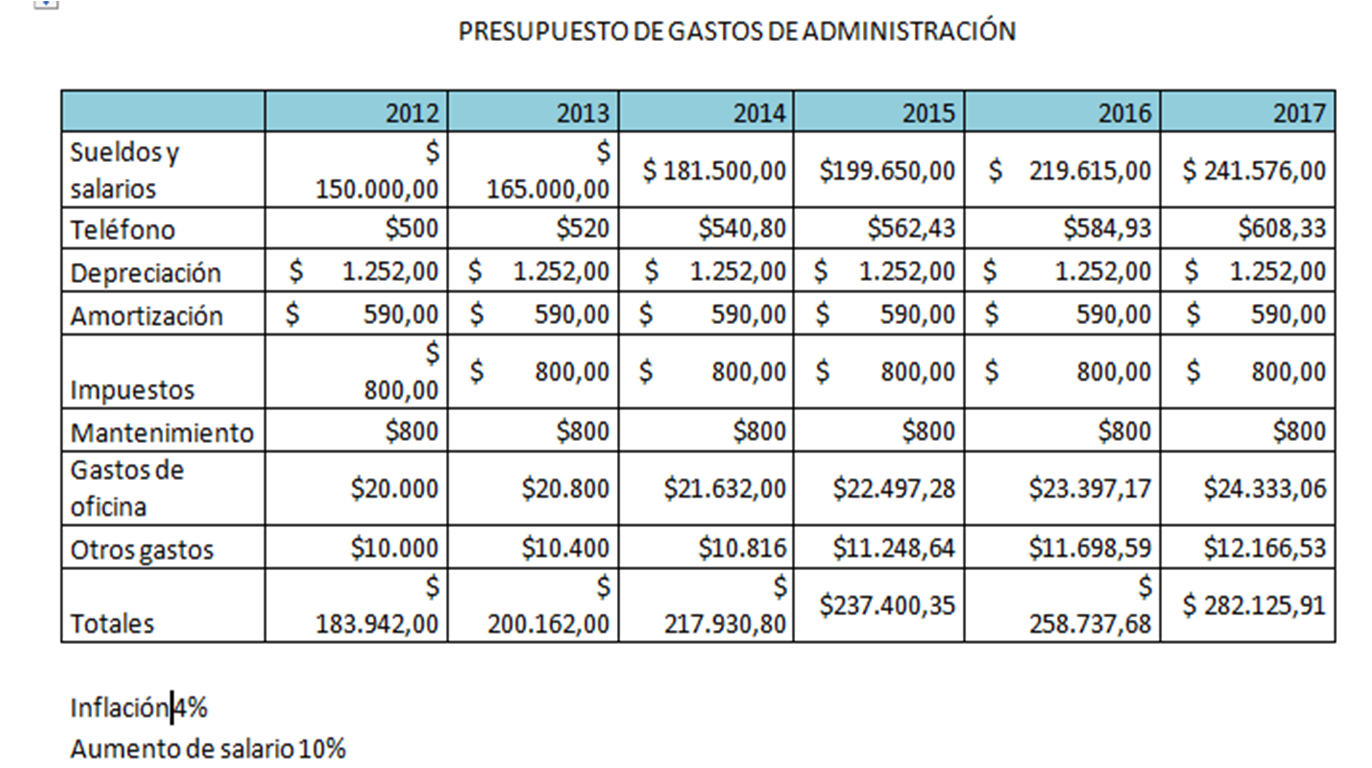 PRESUPUESTO DE GASTOS DE ADMINISTRACIÓN
2012 2013 2014 2015 2016 2017
Sueldos y salarios $ 150.000,00 $ 165.000,00 $ 181.500,00 $199.650,00 $ 219.615,00 $ 241.576,00
Teléfono $500 $520 $540,80 $562,43 $584,93 $608,33
Depreciación $ 1.252,00 $ 1.252,00 $ 1.252,00 $ 1.252,00 $ 1.252,00 $ 1.252,00
Amortización $ 590,00 $ 590,00 $ 590,00 $ 590,00 $ 590,00 $ 590,00
Impuestos $ 800,00 $ 800,00 $ 800,00 $ 800,00 $ 800,00 $ 800,00
Mantenimiento $800 $800 $800 $800 $800 $800
Gastos de oficina $20.000 $20.800 $21.632,00 $22.497,28 $23.397,17 $24.333,06
Otros gastos $10.000 $10.400 $10.816 $11.248,64 $11.698,59 $12.166,53
Totales $ 183.942,00 $ 200.162,00 $ 217.930,80 $237.400,35 $ 258.737,68 $ 282.125,91
Inflación 4%
Aumento de salario 10%